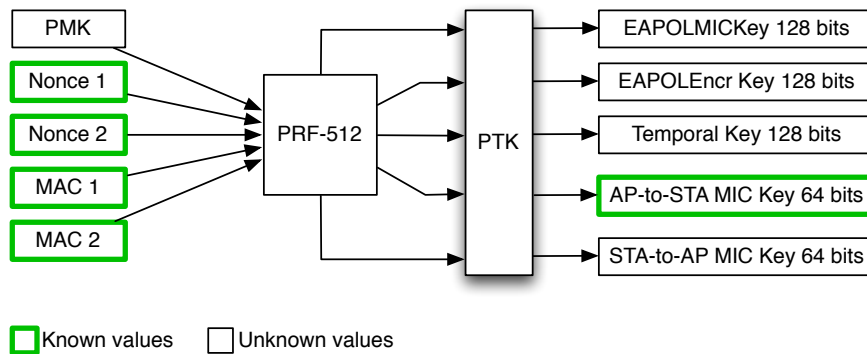 PMK
Nonce 1
Nonce 2
MAC 1
MAC 2
PRF-512
PTK
EAPOLMICKey 128 bits
EAPOLEncr Key 128 bits
Temporal Key 128 bits
AP-to-STA MIC Key 64 bits
STA-to-AP MIC Key 64 bits
Known values
Unknown values